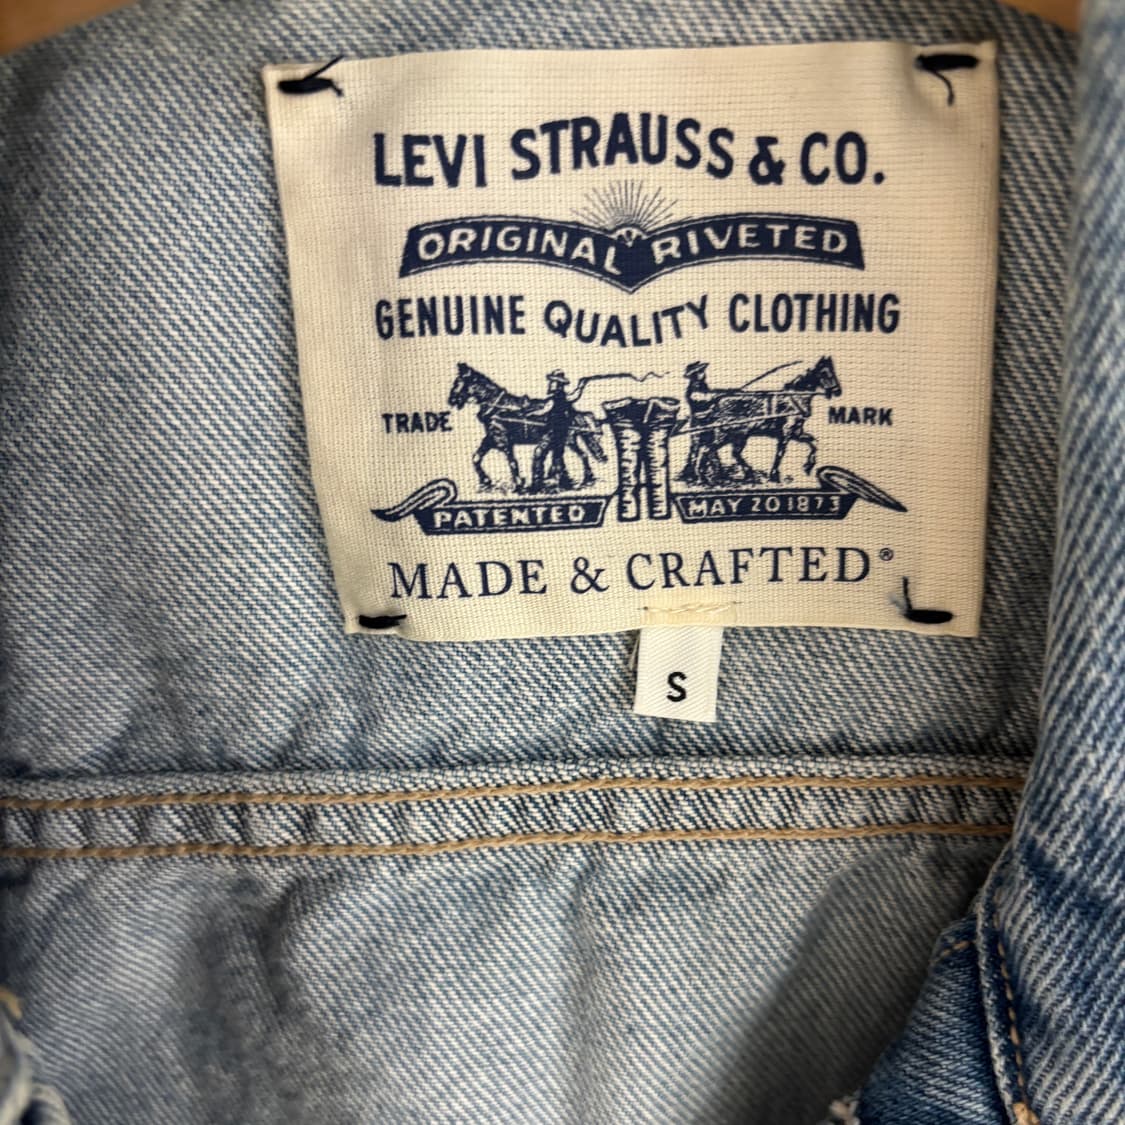 LEVI STRAUSS & CO.
ORIGINAL RIVETED
GENUINE QUALITY CLOTHING
TRADE MARK
PATENTED MAY 20 1873
MADE & CRAFTED®
S